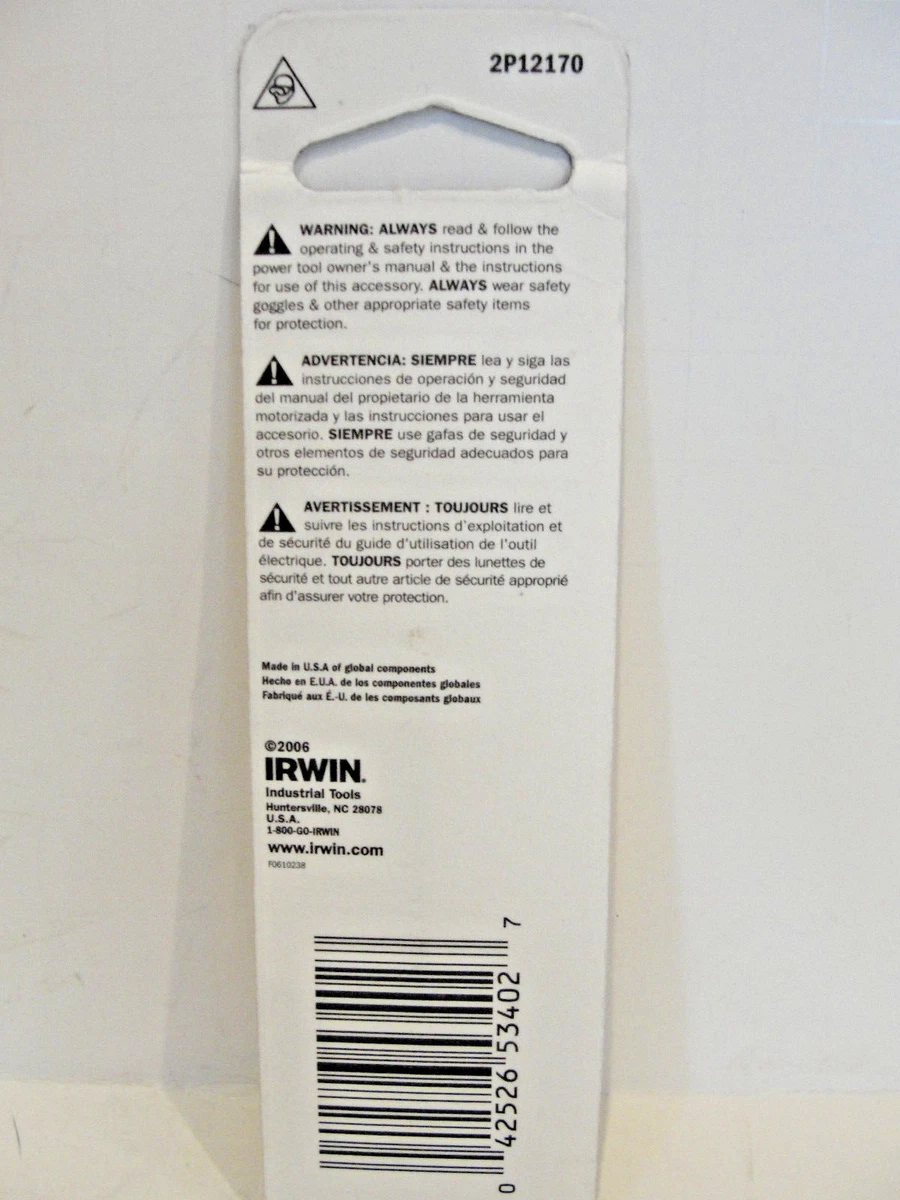 2P12170
WARNING: ALWAYS read & follow the
operating & safety instructions in the
power tool owner's manual & the instructions
for use of this accessory. ALWAYS wear safety
goggles & other appropriate safety items
for protection.
ADVERTENCIA: SIEMPRE lea y siga las
instrucciones de operación y seguridad
del manual del propietario de la herramienta
motorizada y las instrucciones para usar el
accesorio. SIEMPRE use gafas de seguridad y
otros elementos de seguridad adecuados para
su protección.
AVERTISSEMENT : TOUJOURS lire et
suivre les instructions d'exploitation et
de sécurité du guide d'utilisation de l'outil
électrique. TOUJOURS porter des lunettes de
sécurité et tout autre article de sécurité approprié
afin d'assurer votre protection.
Made in U.S.A of global components
Hecho en E.U.A. de los componentes globales
Fabriqué aux É.-U. de les composants globaux
©2006
IRWIN.
Industrial Tools
Huntersville, NC 28078
U.S.A.
1-800-GO-IRWIN
www.irwin.com
F0610238
0 42526 53402 7